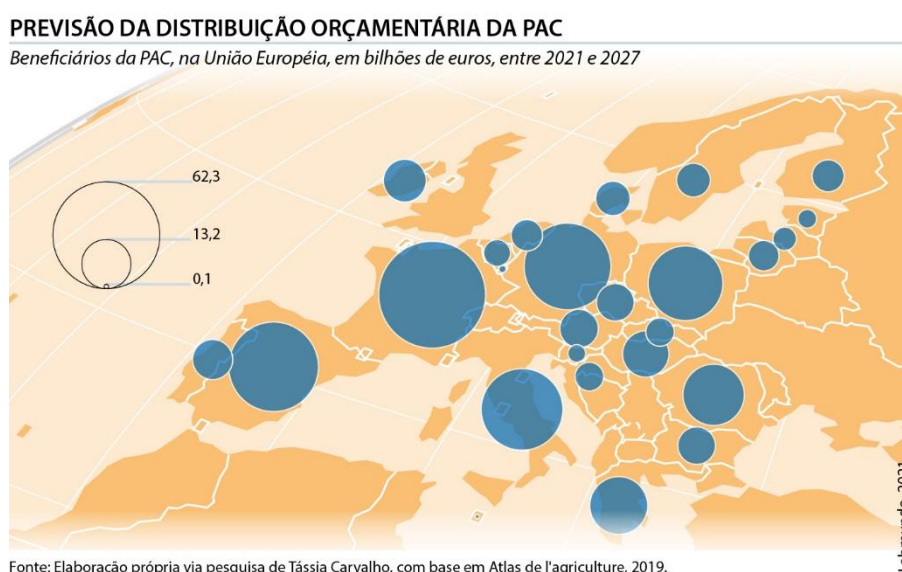 PREVISÃO DA DISTRIBUIÇÃO ORÇAMENTÁRIA DA PAC
Beneficiários da PAC, na União Européia, em bilhões de euros, entre 2021 e 2027
62,3
13,2
0,1
2021
Fonte: Elaboração própria via pesquisa de Tássia Carvalho, com base em Atlas de l'agriculture, 2019.